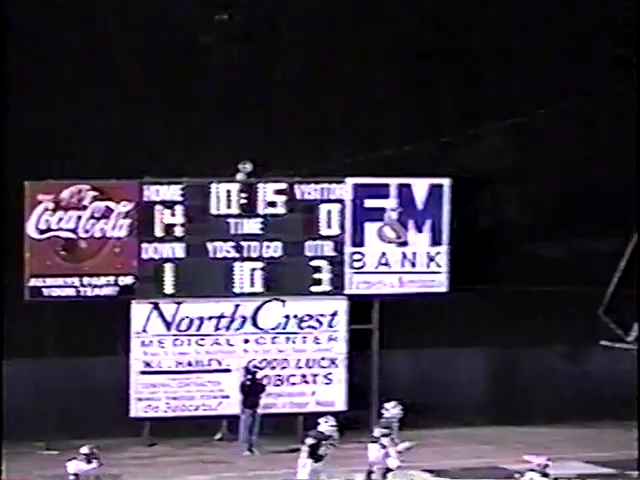 HOME 10:15 VISITOR
14 TIME 0
DOWN YDS. TO GO QTR.
1 10 3
Coca-Cola
ALWAYS PART OF
YOUR TEAM!
F&M
BANK
NorthCrest
MEDICAL CENTER
GOOD LUCK
BOBCATS
Go Bobcats!